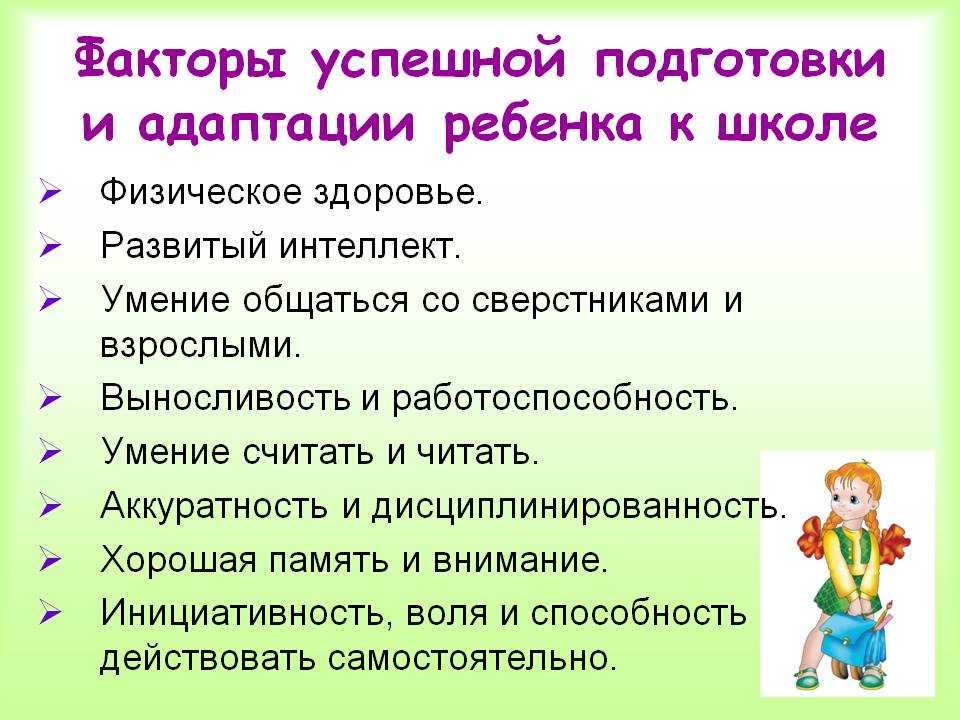 Факторы успешной подготовки
и адаптации ребенка к школе
Физическое здоровье.
Развитый интеллект.
Умение общаться со сверстниками и
взрослыми.
Выносливость и работоспособность.
Умение считать и читать.
Аккуратность и дисциплинированность.
Хорошая память и внимание.
Инициативность, воля и способность
действовать самостоятельно.